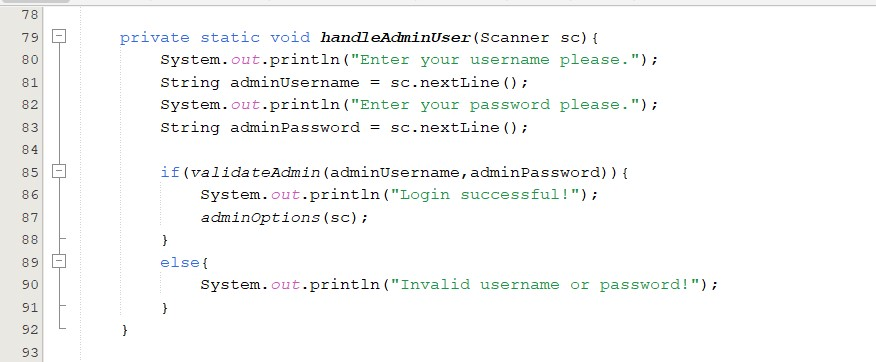 78
79 private static void handleAdminUser(Scanner sc){
80 System.out.println("Enter your username please.");
81 String adminUsername = sc.nextLine();
82 System.out.println("Enter your password please.");
83 String adminPassword = sc.nextLine();
84
85 if(validateAdmin(adminUsername,adminPassword)){
86 System.out.println("Login successful!");
87 adminOptions(sc);
88 }
89 else{
90 System.out.println("Invalid username or password!");
91 }
92 }
93